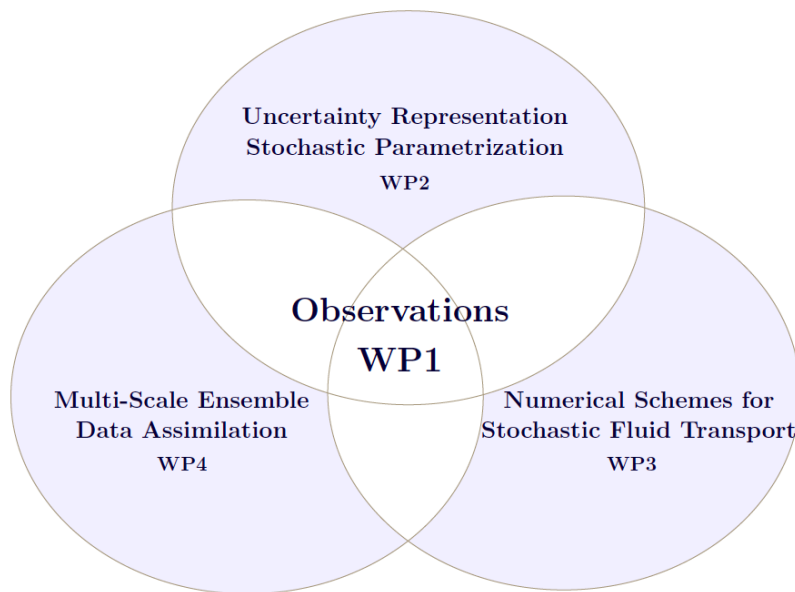 Uncertainty Representation
Stochastic Parametrization
WP2
Observations
WP1
Multi-Scale Ensemble
Data Assimilation
WP4
Numerical Schemes for
Stochastic Fluid Transport
WP3